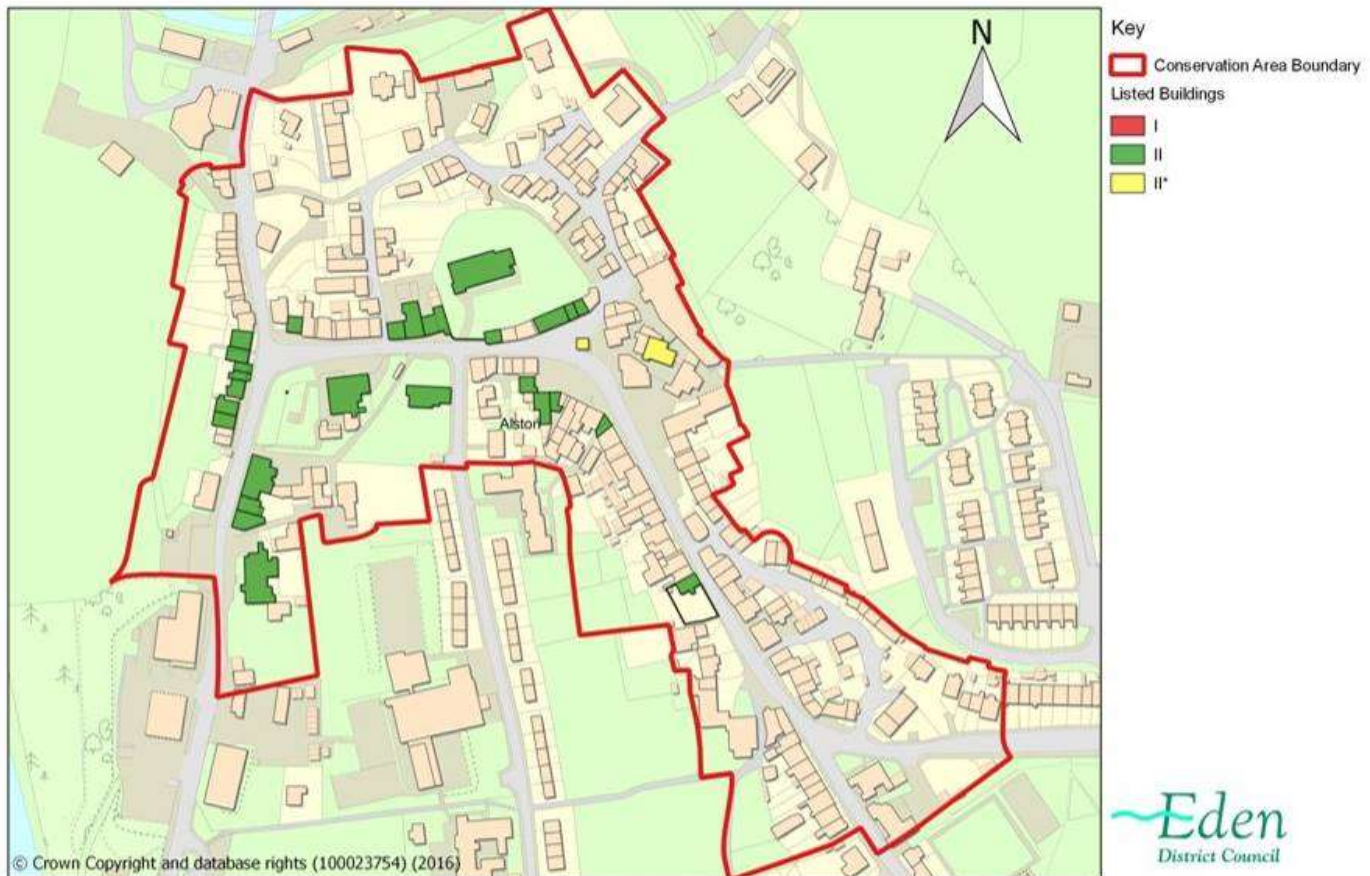 N
Key
Conservation Area Boundary
Listed Buildings
I
II
II*
Alston
© Crown Copyright and database rights (100023754) (2016)
Eden
District Council